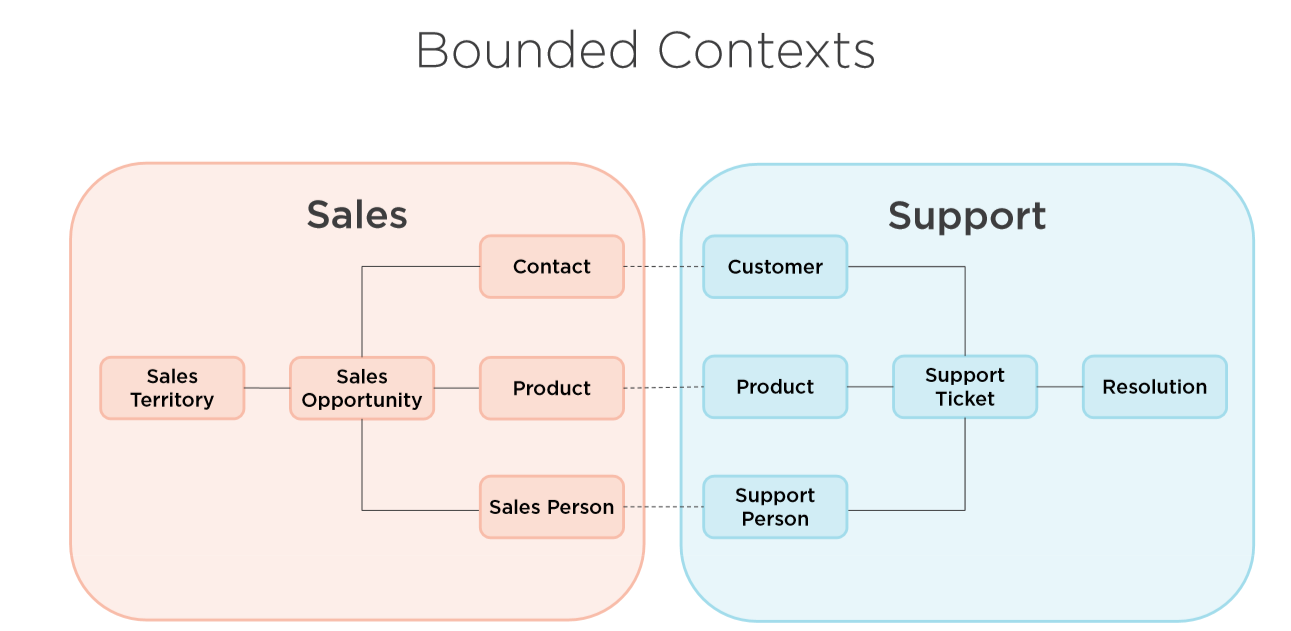 Bounded Contexts
Sales
Contact
Sales
Territory
Sales
Opportunity
Product
Sales Person
Support
Customer
Product
Support
Ticket
Resolution
Support
Person